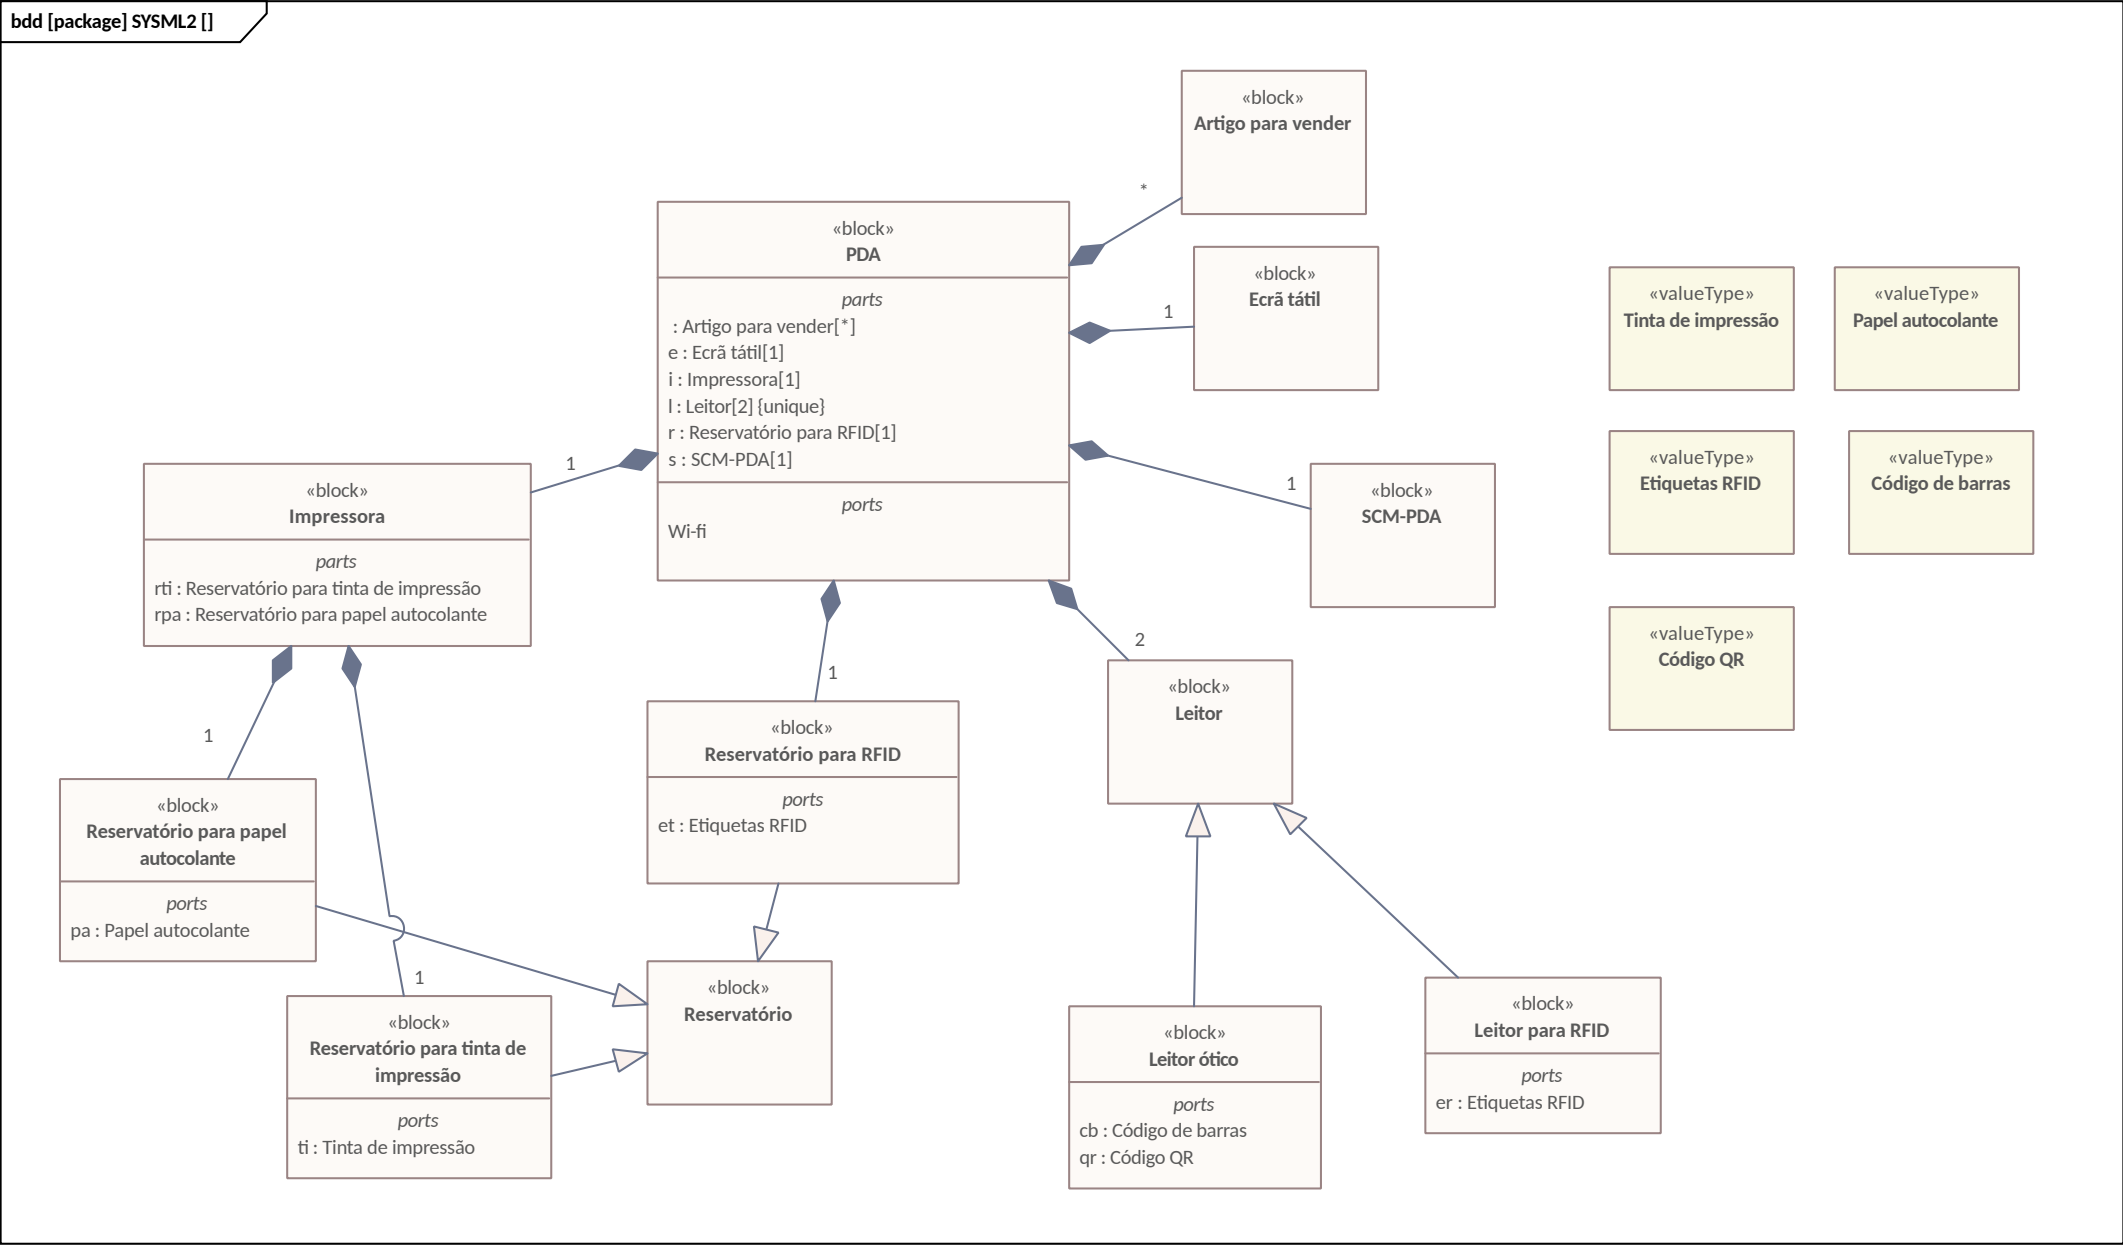 bdd [package] SYSML2 []
«block»
Artigo para vender
*
«block»
PDA
parts
: Artigo para vender[*]
e : Ecrã tátil[1]
i : Impressora[1]
l : Leitor[2] {unique}
r : Reservatório para RFID[1]
s : SCM-PDA[1]
ports
Wi-fi
«block»
Ecrã tátil
1
«valueType»
Tinta de impressão
«valueType»
Papel autocolante
«valueType»
Etiquetas RFID
«valueType»
Código de barras
«valueType»
Código QR
1
«block»
SCM-PDA
1
«block»
Impressora
parts
rti : Reservatório para tinta de impressão
rpa : Reservatório para papel autocolante
1
«block»
Reservatório para RFID
ports
et : Etiquetas RFID
2
«block»
Leitor
1
«block»
Reservatório para papel
autocolante
ports
pa : Papel autocolante
1
«block»
Reservatório para tinta de
impressão
ports
ti : Tinta de impressão
«block»
Reservatório
«block»
Leitor ótico
ports
cb : Código de barras
qr : Código QR
«block»
Leitor para RFID
ports
er : Etiquetas RFID